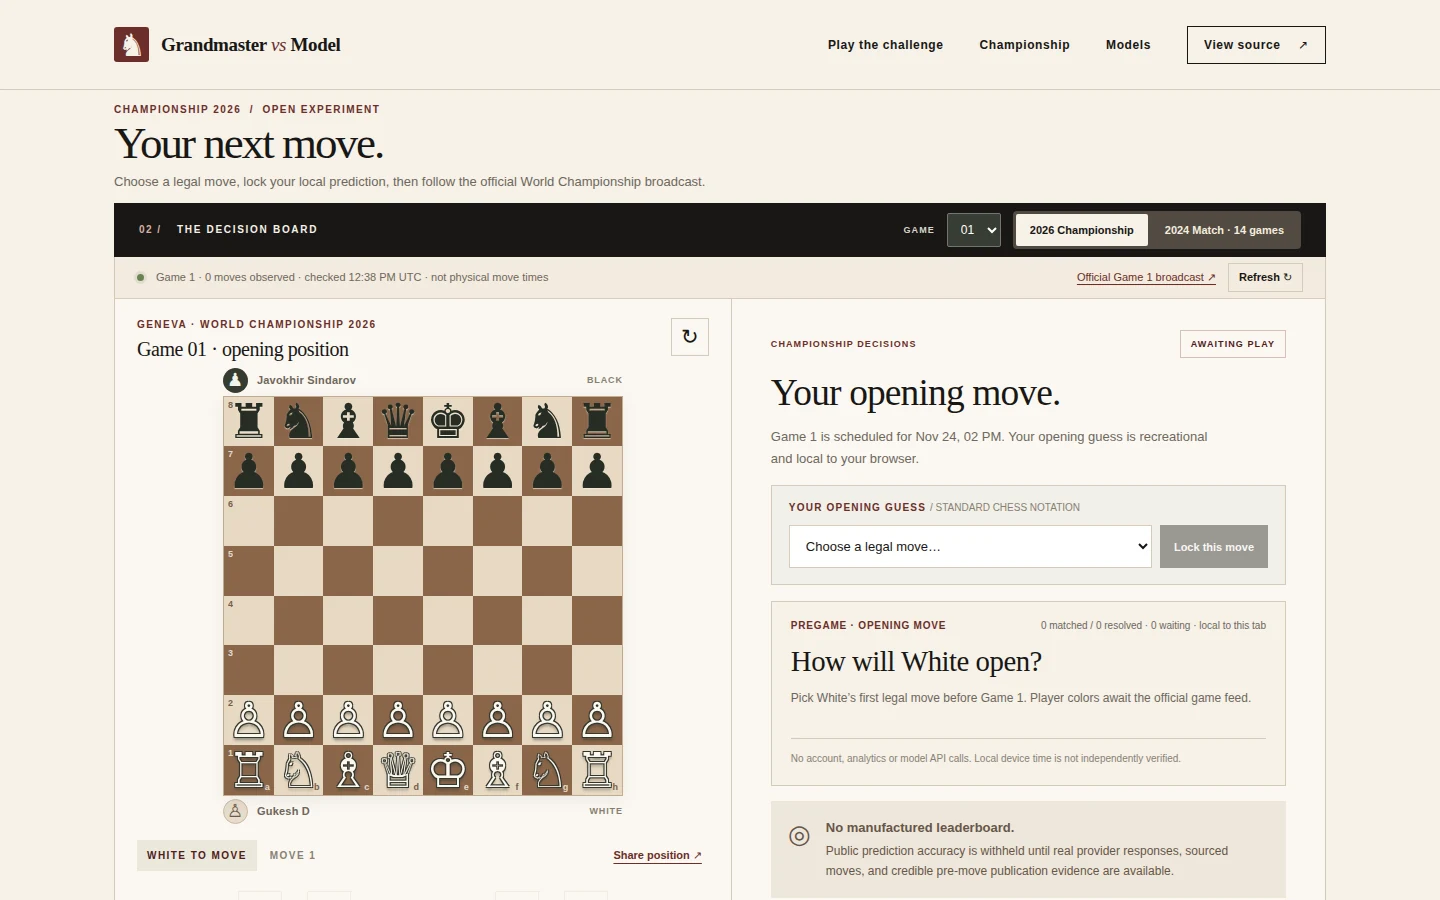 Grandmaster vs Model
Play the challenge
Championship
Models
View source ↗
CHAMPIONSHIP 2026 / OPEN EXPERIMENT
Your next move.
Choose a legal move, lock your local prediction, then follow the official World Championship broadcast.
02 / THE DECISION BOARD
GAME
01
2026 Championship
2024 Match · 14 games
Game 1 · 0 moves observed · checked 12:38 PM UTC · not physical move times
Official Game 1 broadcast ↗
Refresh ↻
GENEVA · WORLD CHAMPIONSHIP 2026
Game 01 · opening position
↻
Javokhir Sindarov
BLACK
8
7
6
5
4
3
2
1
a b c d e f g h
Gukesh D
WHITE
WHITE TO MOVE
MOVE 1
Share position ↗
CHAMPIONSHIP DECISIONS
AWAITING PLAY
Your opening move.
Game 1 is scheduled for Nov 24, 02 PM. Your opening guess is recreational
and local to your browser.
YOUR OPENING GUESS / STANDARD CHESS NOTATION
Choose a legal move…
Lock this move
PREGAME · OPENING MOVE
0 matched / 0 resolved · 0 waiting · local to this tab
How will White open?
Pick White's first legal move before Game 1. Player colors await the official game feed.
No account, analytics or model API calls. Local device time is not independently verified.
No manufactured leaderboard.
Public prediction accuracy is withheld until real provider responses, sourced
moves, and credible pre-move publication evidence are available.